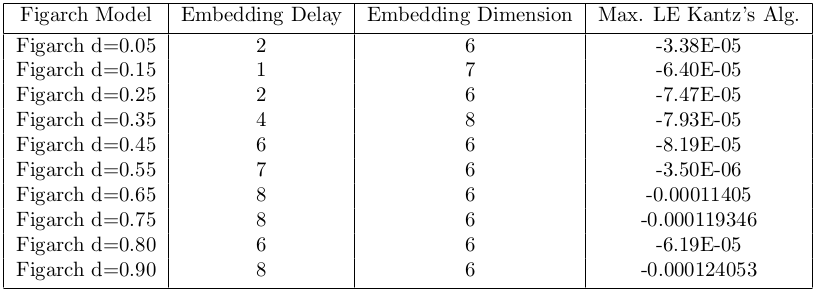 Figarch Model Embedding Delay Embedding Dimension Max. LE Kantz's Alg.
Figarch d=0.05 2 6 -3.38E-05
Figarch d=0.15 1 7 -6.40E-05
Figarch d=0.25 2 6 -7.47E-05
Figarch d=0.35 4 8 -7.93E-05
Figarch d=0.45 6 6 -8.19E-05
Figarch d=0.55 7 6 -3.50E-06
Figarch d=0.65 8 6 -0.00011405
Figarch d=0.75 8 6 -0.000119346
Figarch d=0.80 6 6 -6.19E-05
Figarch d=0.90 8 6 -0.000124053